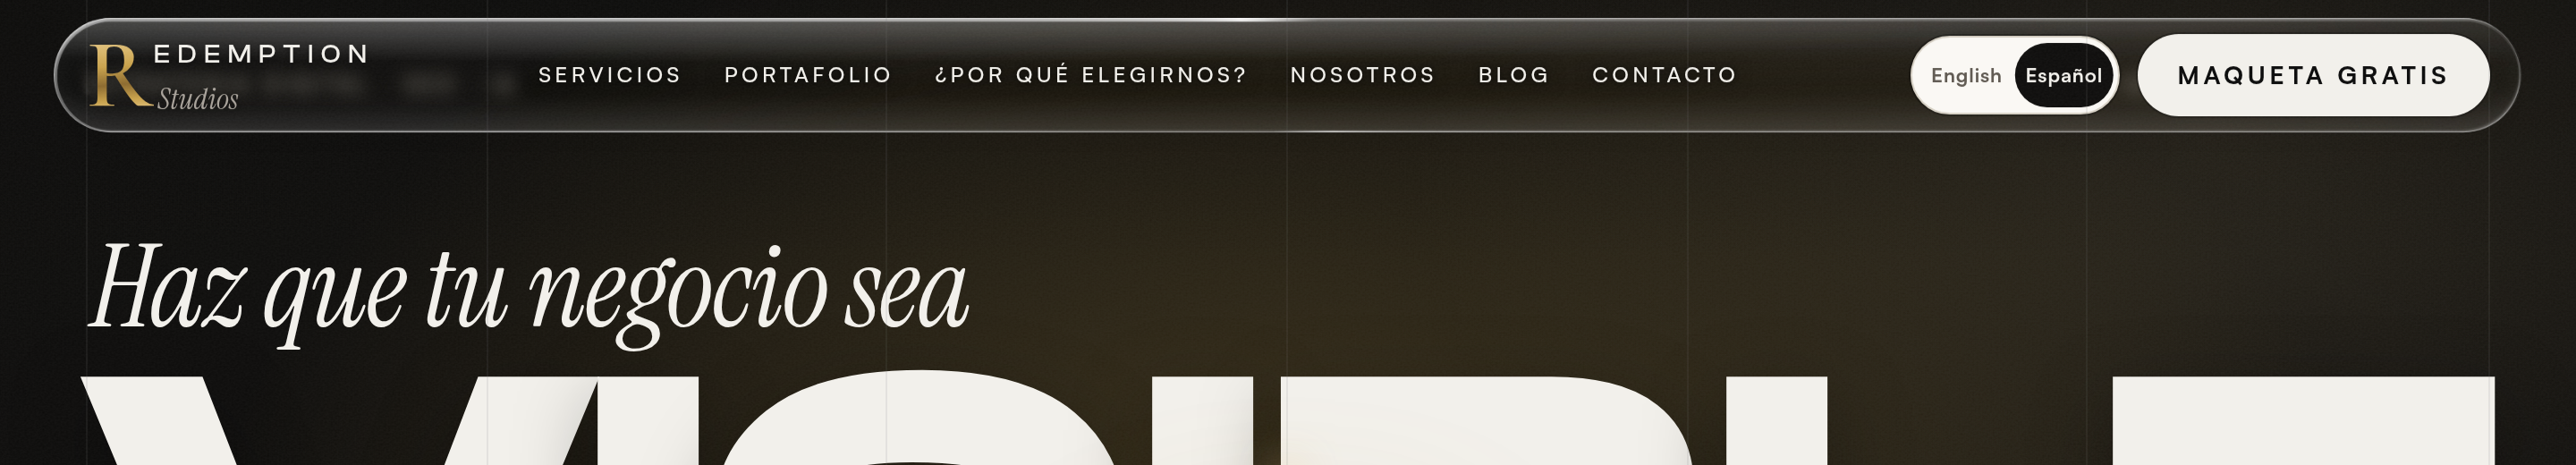 REDEMPTION
Studios
SERVICIOS PORTAFOLIO ¿POR QUÉ ELEGIRNOS? NOSOTROS BLOG CONTACTO
English Español
MAQUETA GRATIS
Haz que tu negocio sea